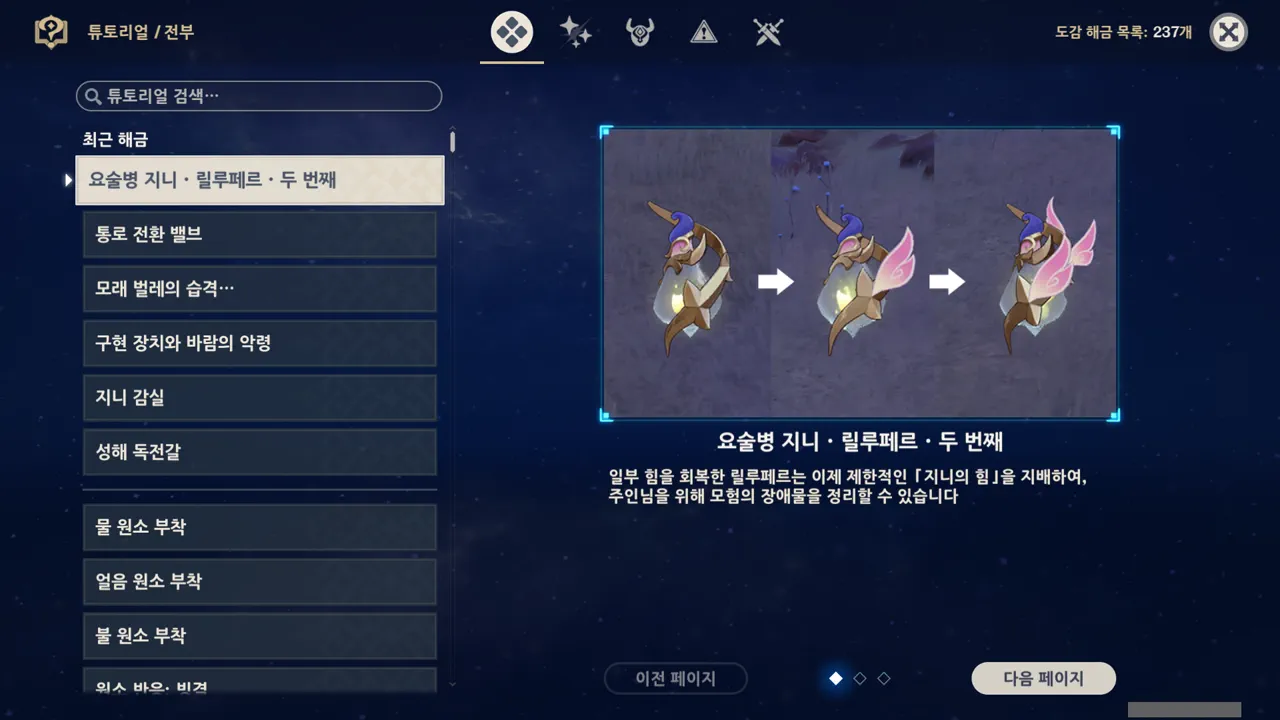 튜토리얼 / 전부
도감 해금 목록: 237개
튜토리얼 검색…
최근 해금
요술병 지니 · 릴루페르 · 두 번째
통로 전환 밸브
모래 벌레의 습격…
구현 장치와 바람의 악령
지니 감실
성해 독전갈
물 원소 부착
얼음 원소 부착
불 원소 부착
원소 반응: 빙결
요술병 지니 · 릴루페르 · 두 번째
일부 힘을 회복한 릴루페르는 이제 제한적인 「지니의 힘」을 지배하여,
주인님을 위해 모험의 장애물을 정리할 수 있습니다
이전 페이지
다음 페이지